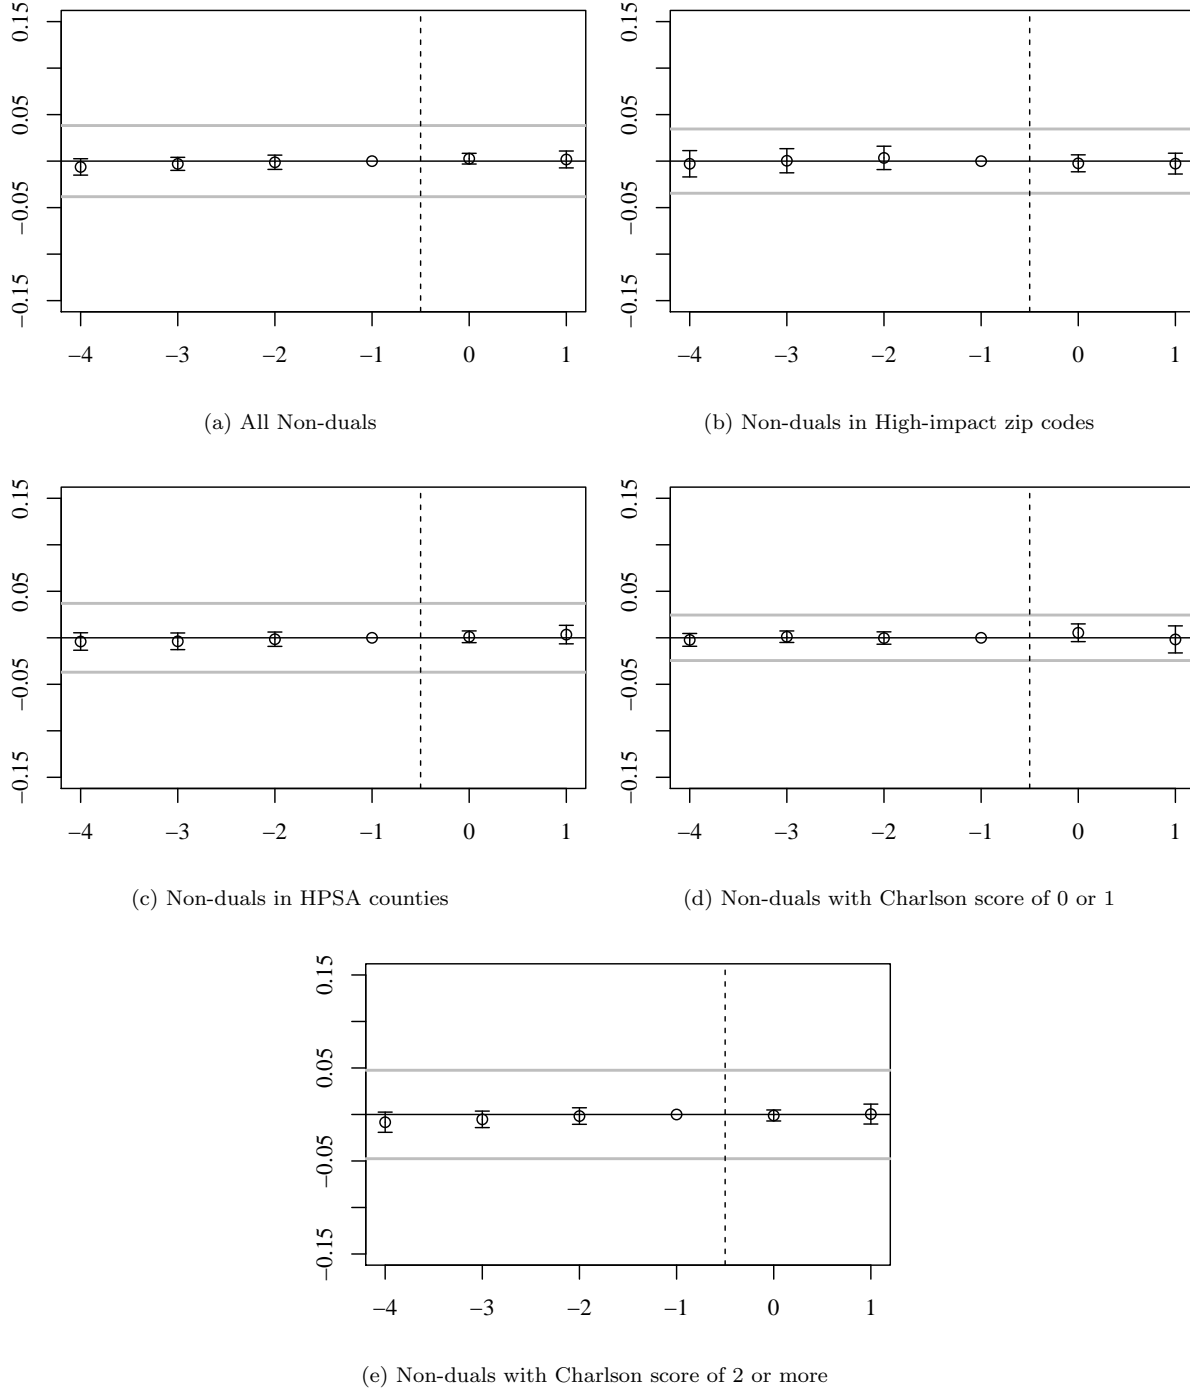 0.15
0.05
−0.05
−0.15
−4 −3 −2 −1 0 1
(a) All Non-duals
0.15
0.05
−0.05
−0.15
−4 −3 −2 −1 0 1
(b) Non-duals in High-impact zip codes
0.15
0.05
−0.05
−0.15
−4 −3 −2 −1 0 1
(c) Non-duals in HPSA counties
0.15
0.05
−0.05
−0.15
−4 −3 −2 −1 0 1
(d) Non-duals with Charlson score of 0 or 1
0.15
0.05
−0.05
−0.15
−4 −3 −2 −1 0 1
(e) Non-duals with Charlson score of 2 or more